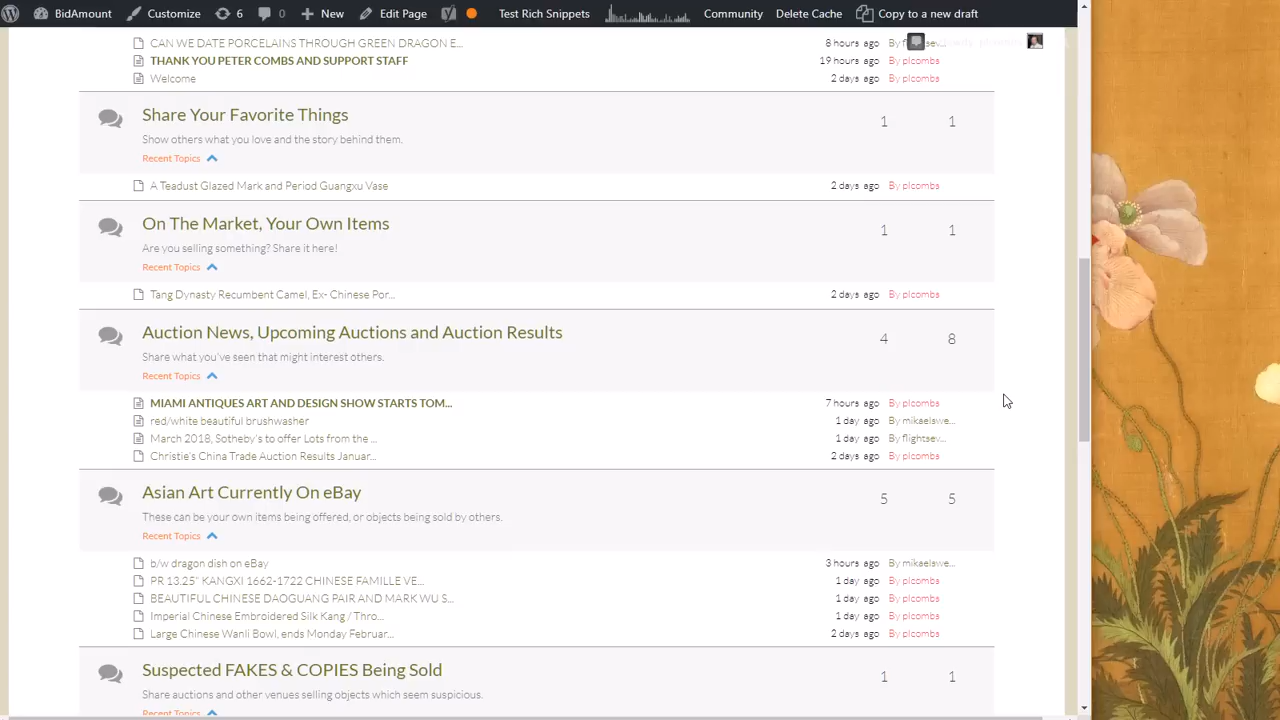 BidAmount Customize 6 0 New Edit Page Test Rich Snippets Community Delete Cache Copy to a new draft
CAN WE DATE PORCELAINS THROUGH GREEN DRAGON E... 8 hours ago By
THANK YOU PETER COMBS AND SUPPORT STAFF 19 hours ago By plcombs
Welcome 2 days ago By plcombs
Share Your Favorite Things 1 1
Show others what you love and the story behind them.
Recent Topics
A Teadust Glazed Mark and Period Guangxu Vase 2 days ago By plcombs
On The Market, Your Own Items 1 1
Are you selling something? Share it here!
Recent Topics
Tang Dynasty Recumbent Camel, Ex- Chinese Por... 2 days ago By plcombs
Auction News, Upcoming Auctions and Auction Results 4 8
Share what you've seen that might interest others.
Recent Topics
MIAMI ANTIQUES ART AND DESIGN SHOW STARTS TOM... 7 hours ago By plcombs
red/white beautiful brushwasher 1 day ago By mikaelswe...
March 2018, Sotheby's to offer Lots from the ... 1 day ago By flightsev...
Christie's China Trade Auction Results Januar... 2 days ago By plcombs
Asian Art Currently On eBay 5 5
These can be your own items being offered, or objects being sold by others.
Recent Topics
b/w dragon dish on eBay 3 hours ago By mikaelswe...
PR 13.25" KANGXI 1662-1722 CHINESE FAMILLE VE... 1 day ago By plcombs
BEAUTIFUL CHINESE DAOGUANG PAIR AND MARK WU S... 1 day ago By plcombs
Imperial Chinese Embroidered Silk Kang / Thro... 1 day ago By plcombs
Large Chinese Wanli Bowl, ends Monday Februar... 2 days ago By plcombs
Suspected FAKES & COPIES Being Sold 1 1
Share auctions and other venues selling objects which seem suspicious.
Recent Topics